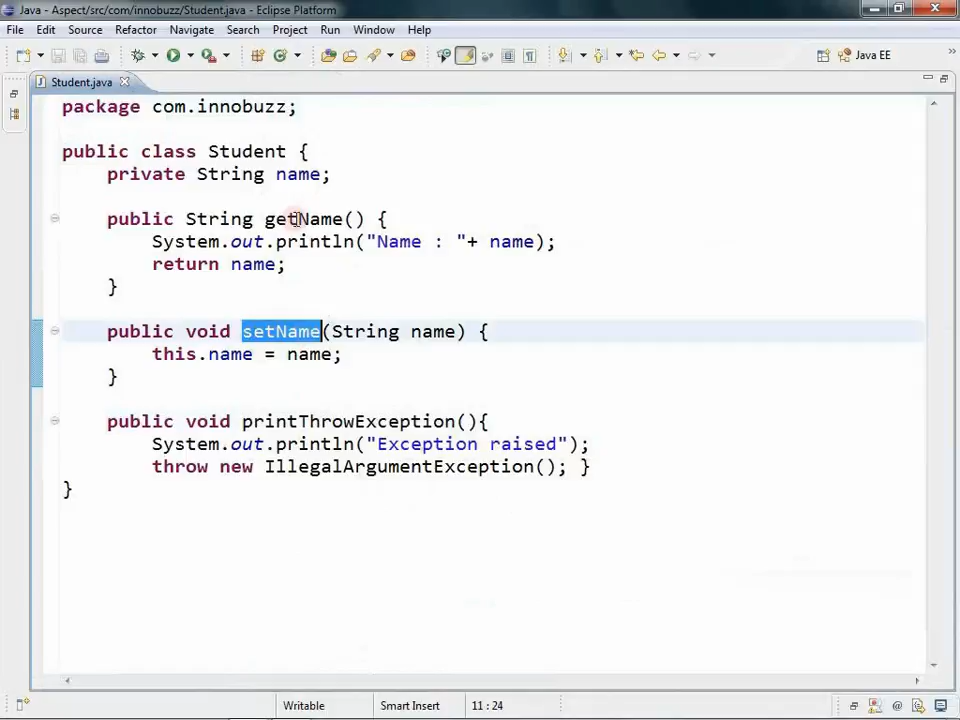 Java - Aspect/src/com/innobuzz/Student.java - Eclipse Platform
File Edit Source Refactor Navigate Search Project Run Window Help
Java EE
Student.java
package com.innobuzz;
public class Student {
private String name;
public String getName() {
System.out.println("Name : "+ name);
return name;
}
public void setName(String name) {
this.name = name;
}
public void printThrowException(){
System.out.println("Exception raised");
throw new IllegalArgumentException(); }
}
Writable Smart Insert 11 : 24